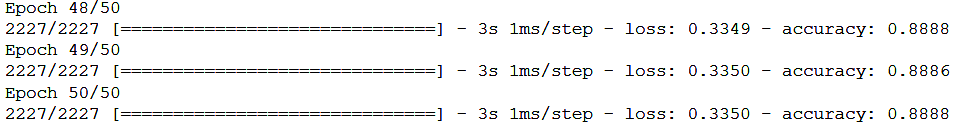 Epoch 48/50
2227/2227 [==============================] - 3s 1ms/step - loss: 0.3349 - accuracy: 0.8888
Epoch 49/50
2227/2227 [==============================] - 3s 1ms/step - loss: 0.3350 - accuracy: 0.8886
Epoch 50/50
2227/2227 [==============================] - 3s 1ms/step - loss: 0.3350 - accuracy: 0.8888